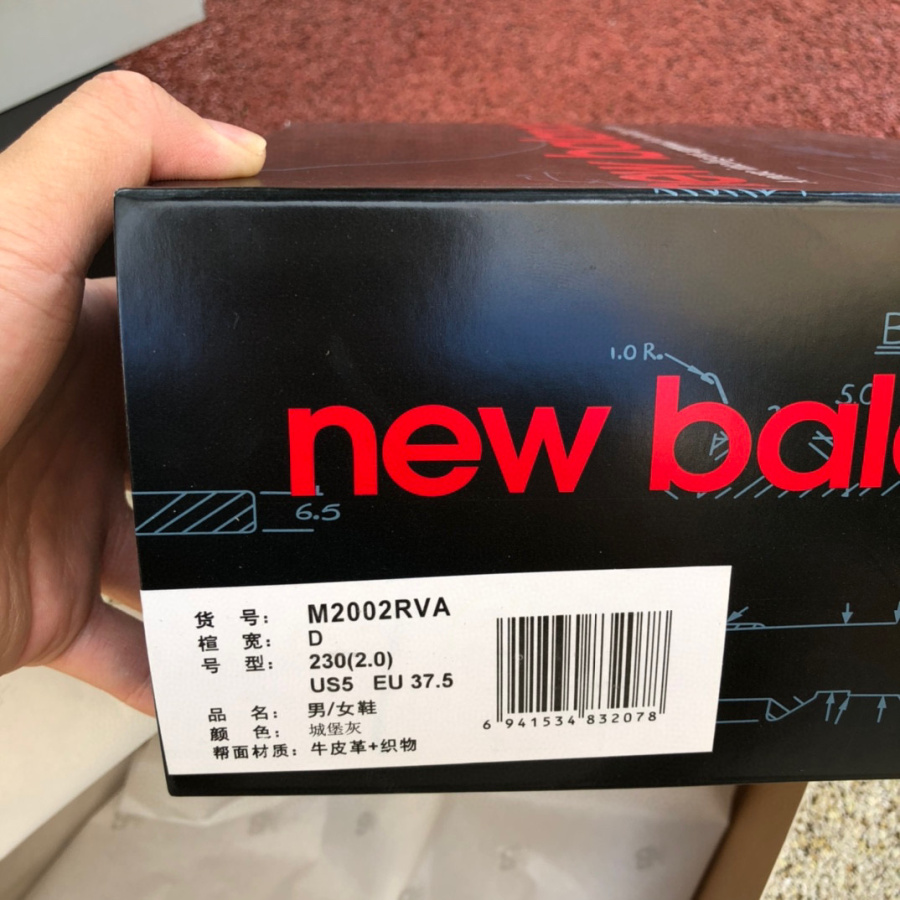 1.0 R.
new bala
50
6.5
货 号: M2002RVA
楦 宽: D
号 型: 230(2.0)
US5 EU 37.5
品 名: 男/女鞋
颜 色: 城堡灰
帮面材质: 牛皮革+织物
6 941534 832078